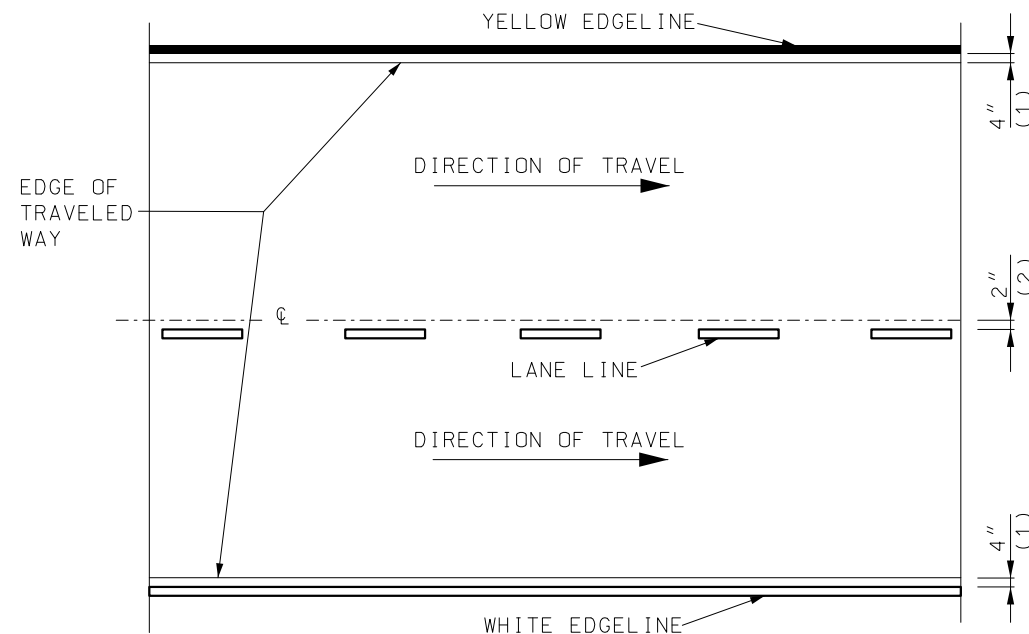 YELLOW EDGELINE
4"
(1)
DIRECTION OF TRAVEL
EDGE OF
TRAVELED
WAY
2"
(2)
℄
LANE LINE
DIRECTION OF TRAVEL
4"
(1)
WHITE EDGELINE